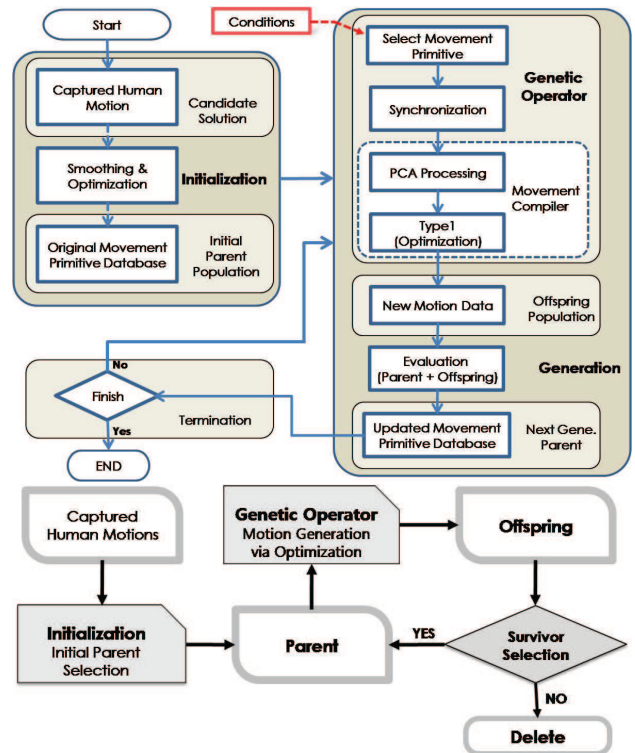 Start
Captured Human
Motion
Candidate
Solution
Smoothing &
Optimization
Initialization
Original Movement
Primitive Database
Initial
Parent
Population
Conditions
Select Movement
Primitive
Genetic
Operator
Synchronization
PCA Processing
Movement
Compiler
Type1
(Optimization)
New Motion Data
Offspring
Population
Evaluation
(Parent + Offspring)
Generation
Updated Movement
Primitive Database
Next Gene.
Parent
No
Finish
Yes
Termination
END
Captured
Human Motions
Genetic Operator
Motion Generation
via Optimization
Offspring
Initialization
Initial Parent
Selection
Parent
YES
Survivor
Selection
NO
Delete